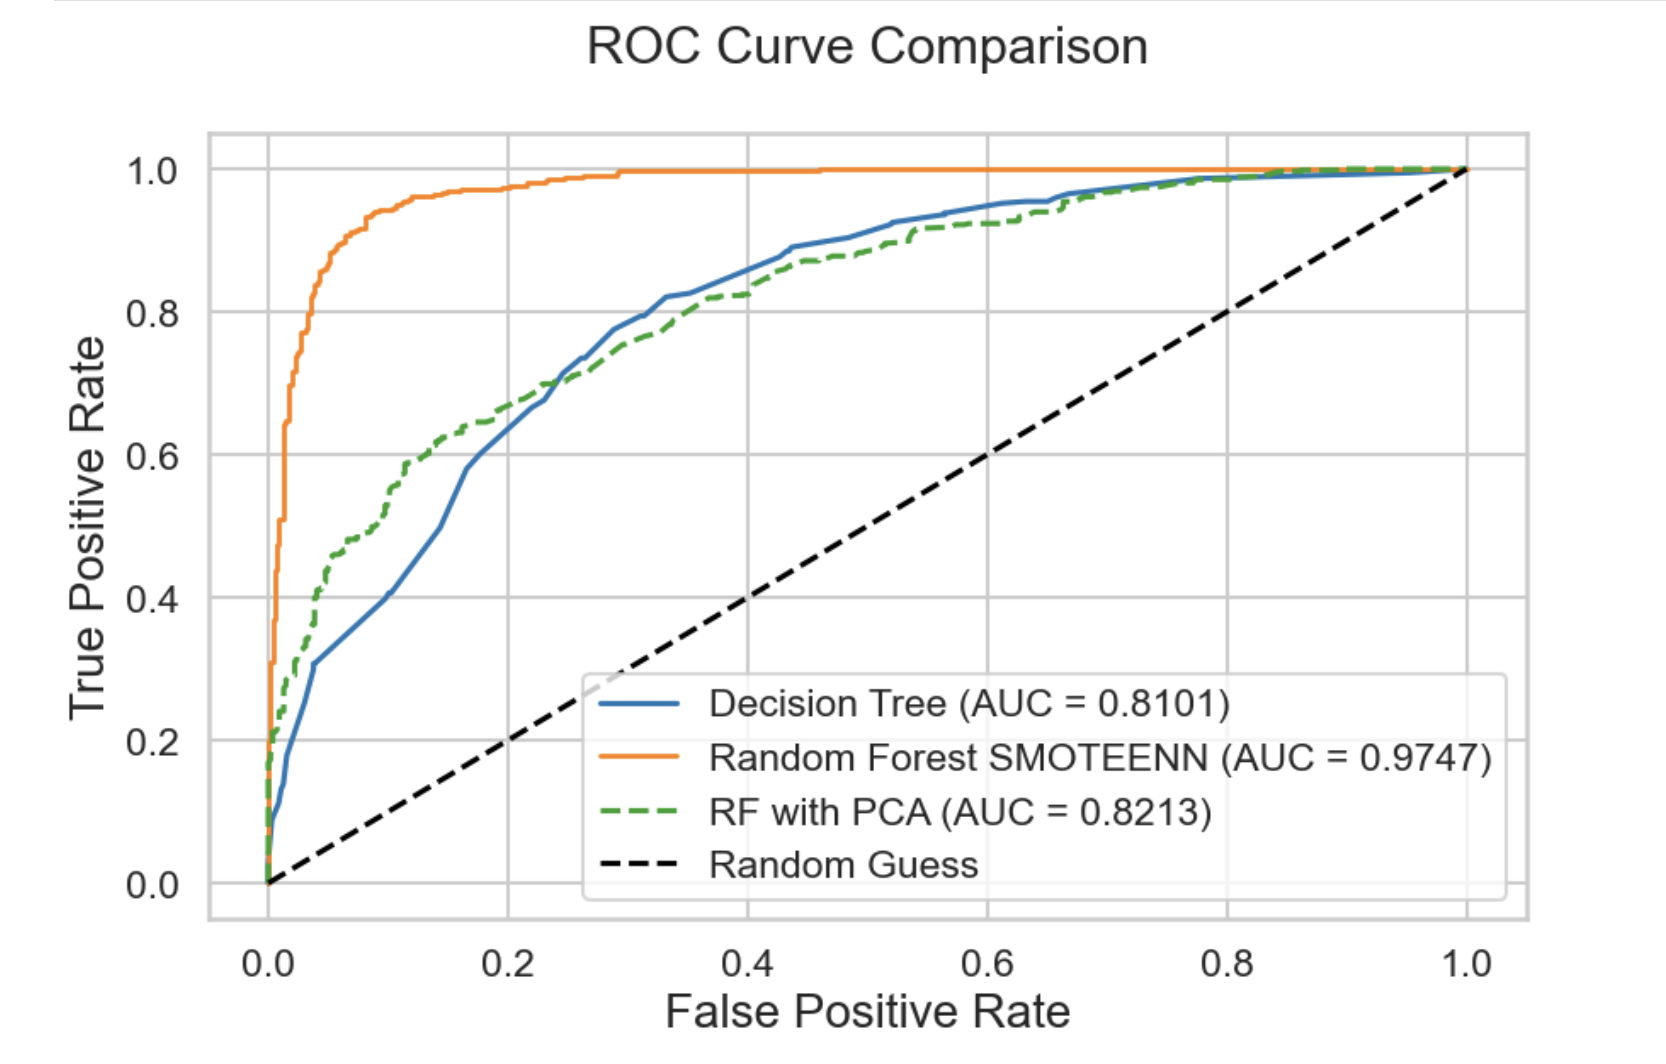 ROC Curve Comparison
1.0
0.8
0.6
0.4
0.2
0.0
True Positive Rate
Decision Tree (AUC = 0.8101)
Random Forest SMOTEENN (AUC = 0.9747)
RF with PCA (AUC = 0.8213)
Random Guess
0.0 0.2 0.4 0.6 0.8 1.0
False Positive Rate